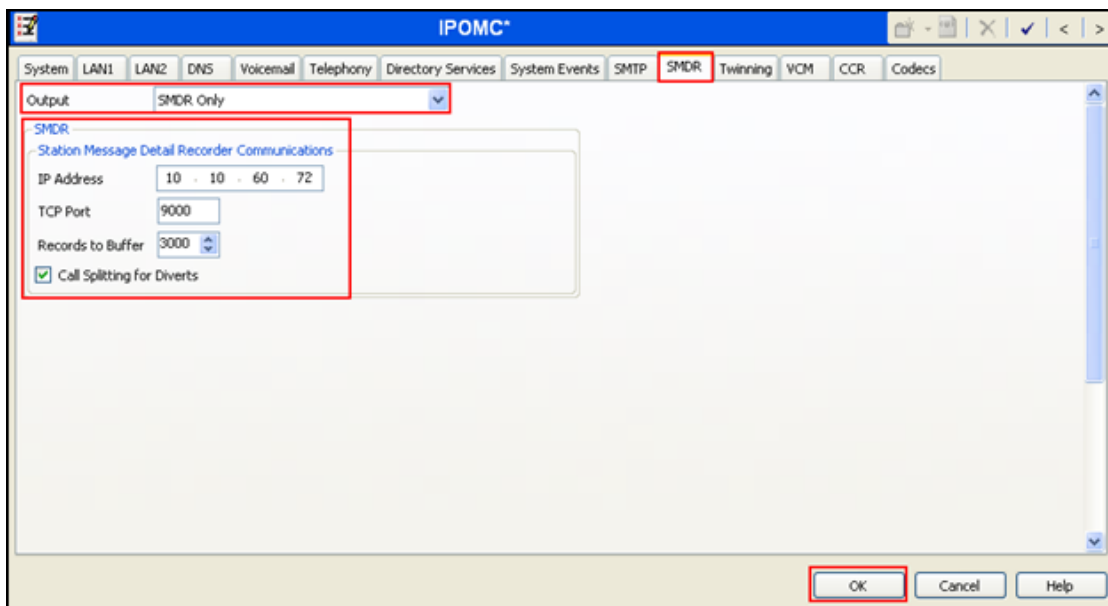 IPOMC*
System LAN1 LAN2 DNS Voicemail Telephony Directory Services System Events SMTP SMDR Twinning VCM CCR Codecs
Output SMDR Only
SMDR
Station Message Detail Recorder Communications
IP Address 10 . 10 . 60 . 72
TCP Port 9000
Records to Buffer 3000
Call Splitting for Diverts
OK Cancel Help